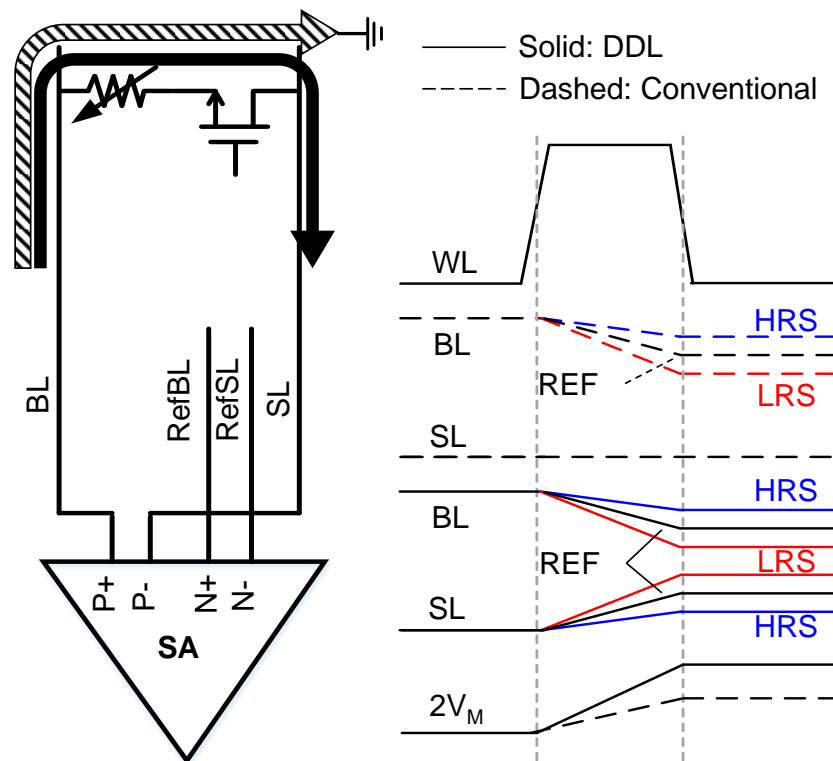 Solid: DDL
Dashed: Conventional
BL
RefBL
RefSL
SL
P+
P-
N+
N-
SA
WL
BL
HRS
REF
LRS
SL
BL
HRS
REF
LRS
SL
HRS
2V_M